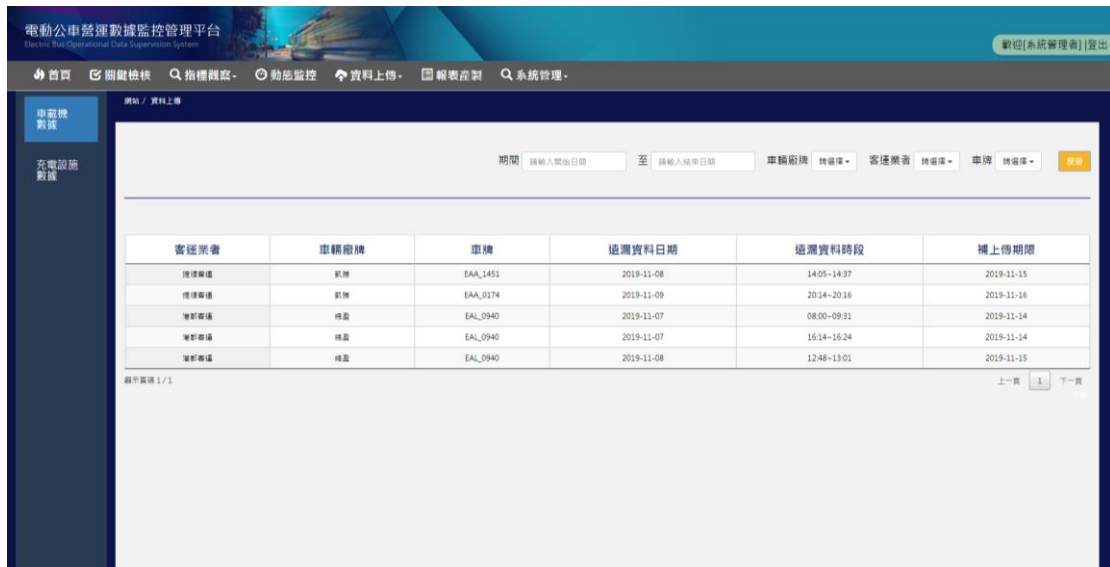 電動公車營運數據監控管理平台
Electric Bus Operational Data Supervision System
歡迎[系統管理者] |登出
首頁 關鍵檢核 指標觀察 動態監控 資料上傳 報表產製 系統管理
車載機
數據
充電設施
數據
網站 / 資料上傳
期間 請輸入開始日期 至 請輸入結束日期 車輛廠牌 請選擇 客運業者 請選擇 車牌 請選擇 搜尋
客運業者 車輛廠牌 車牌 遺漏資料日期 遺漏資料時段 補上傳期限
EAA_1451 2019-11-08 14:05~14:37 2019-11-15
EAA_0174 2019-11-09 20:14~20:16 2019-11-16
EAL_0940 2019-11-07 08:00~09:31 2019-11-14
EAL_0940 2019-11-07 16:14~16:24 2019-11-14
EAL_0940 2019-11-08 12:48~13:01 2019-11-15
顯示頁碼 1 / 1
上一頁 1 下一頁